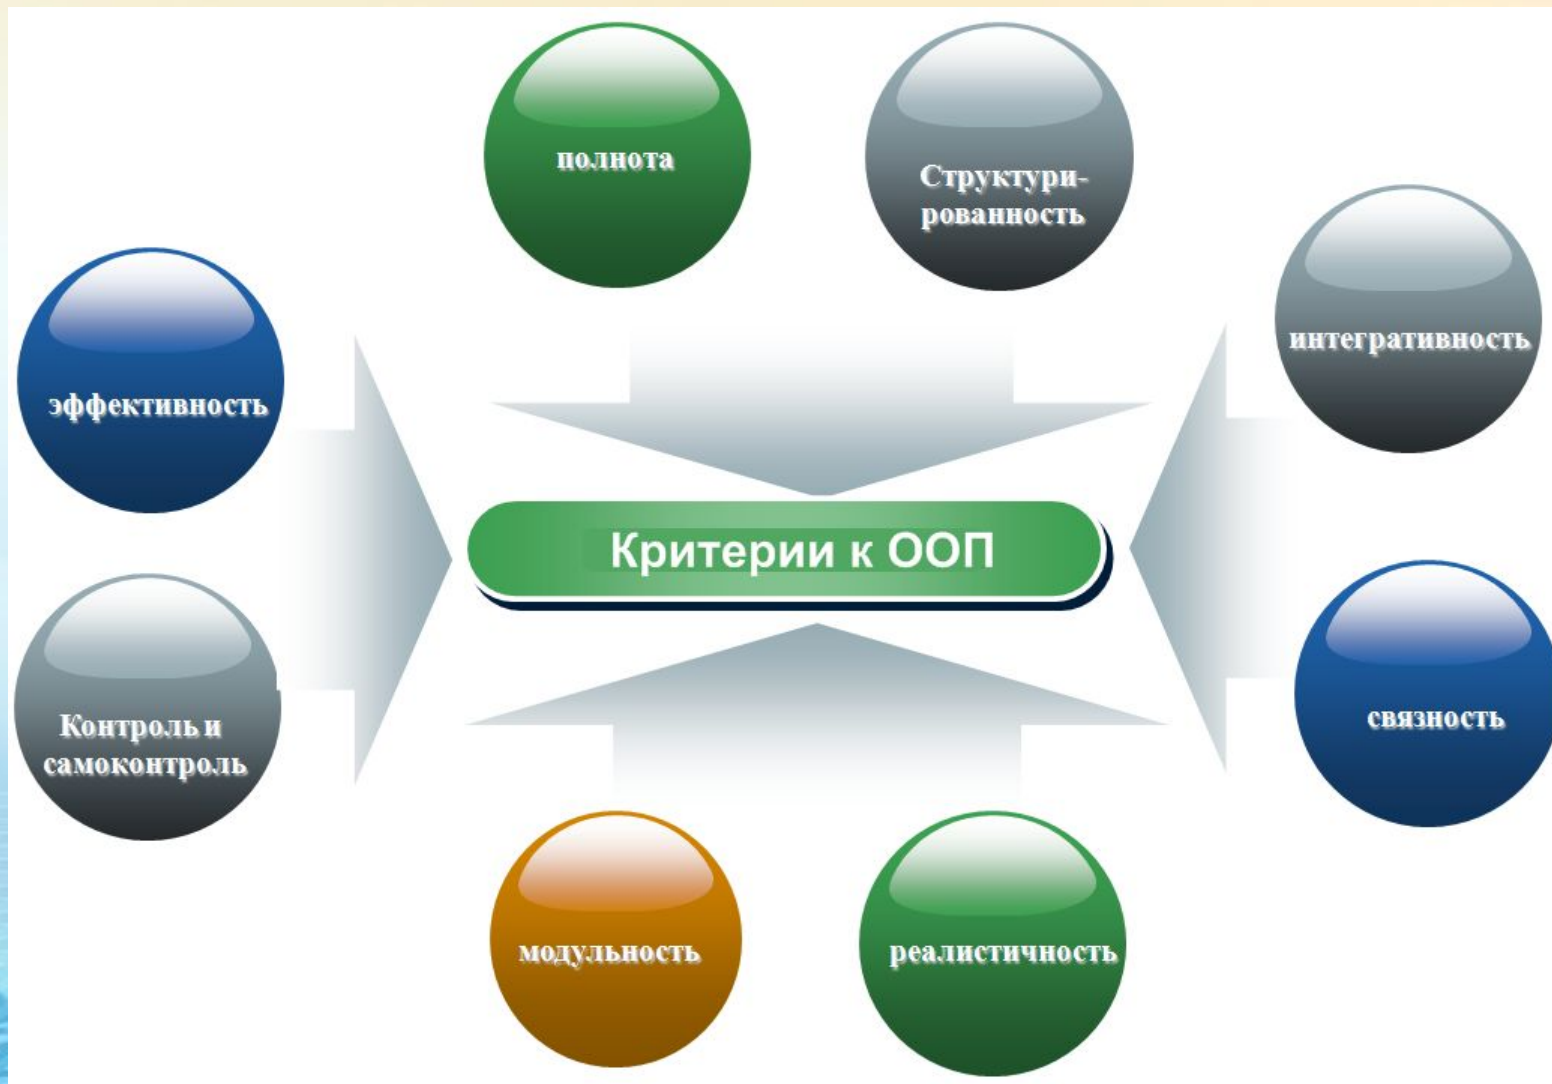 полнота
Структури-
рованность
интегративность
эффективность
Критерии к ООП
связность
Контроль и
самоконтроль
модульность
реалистичность